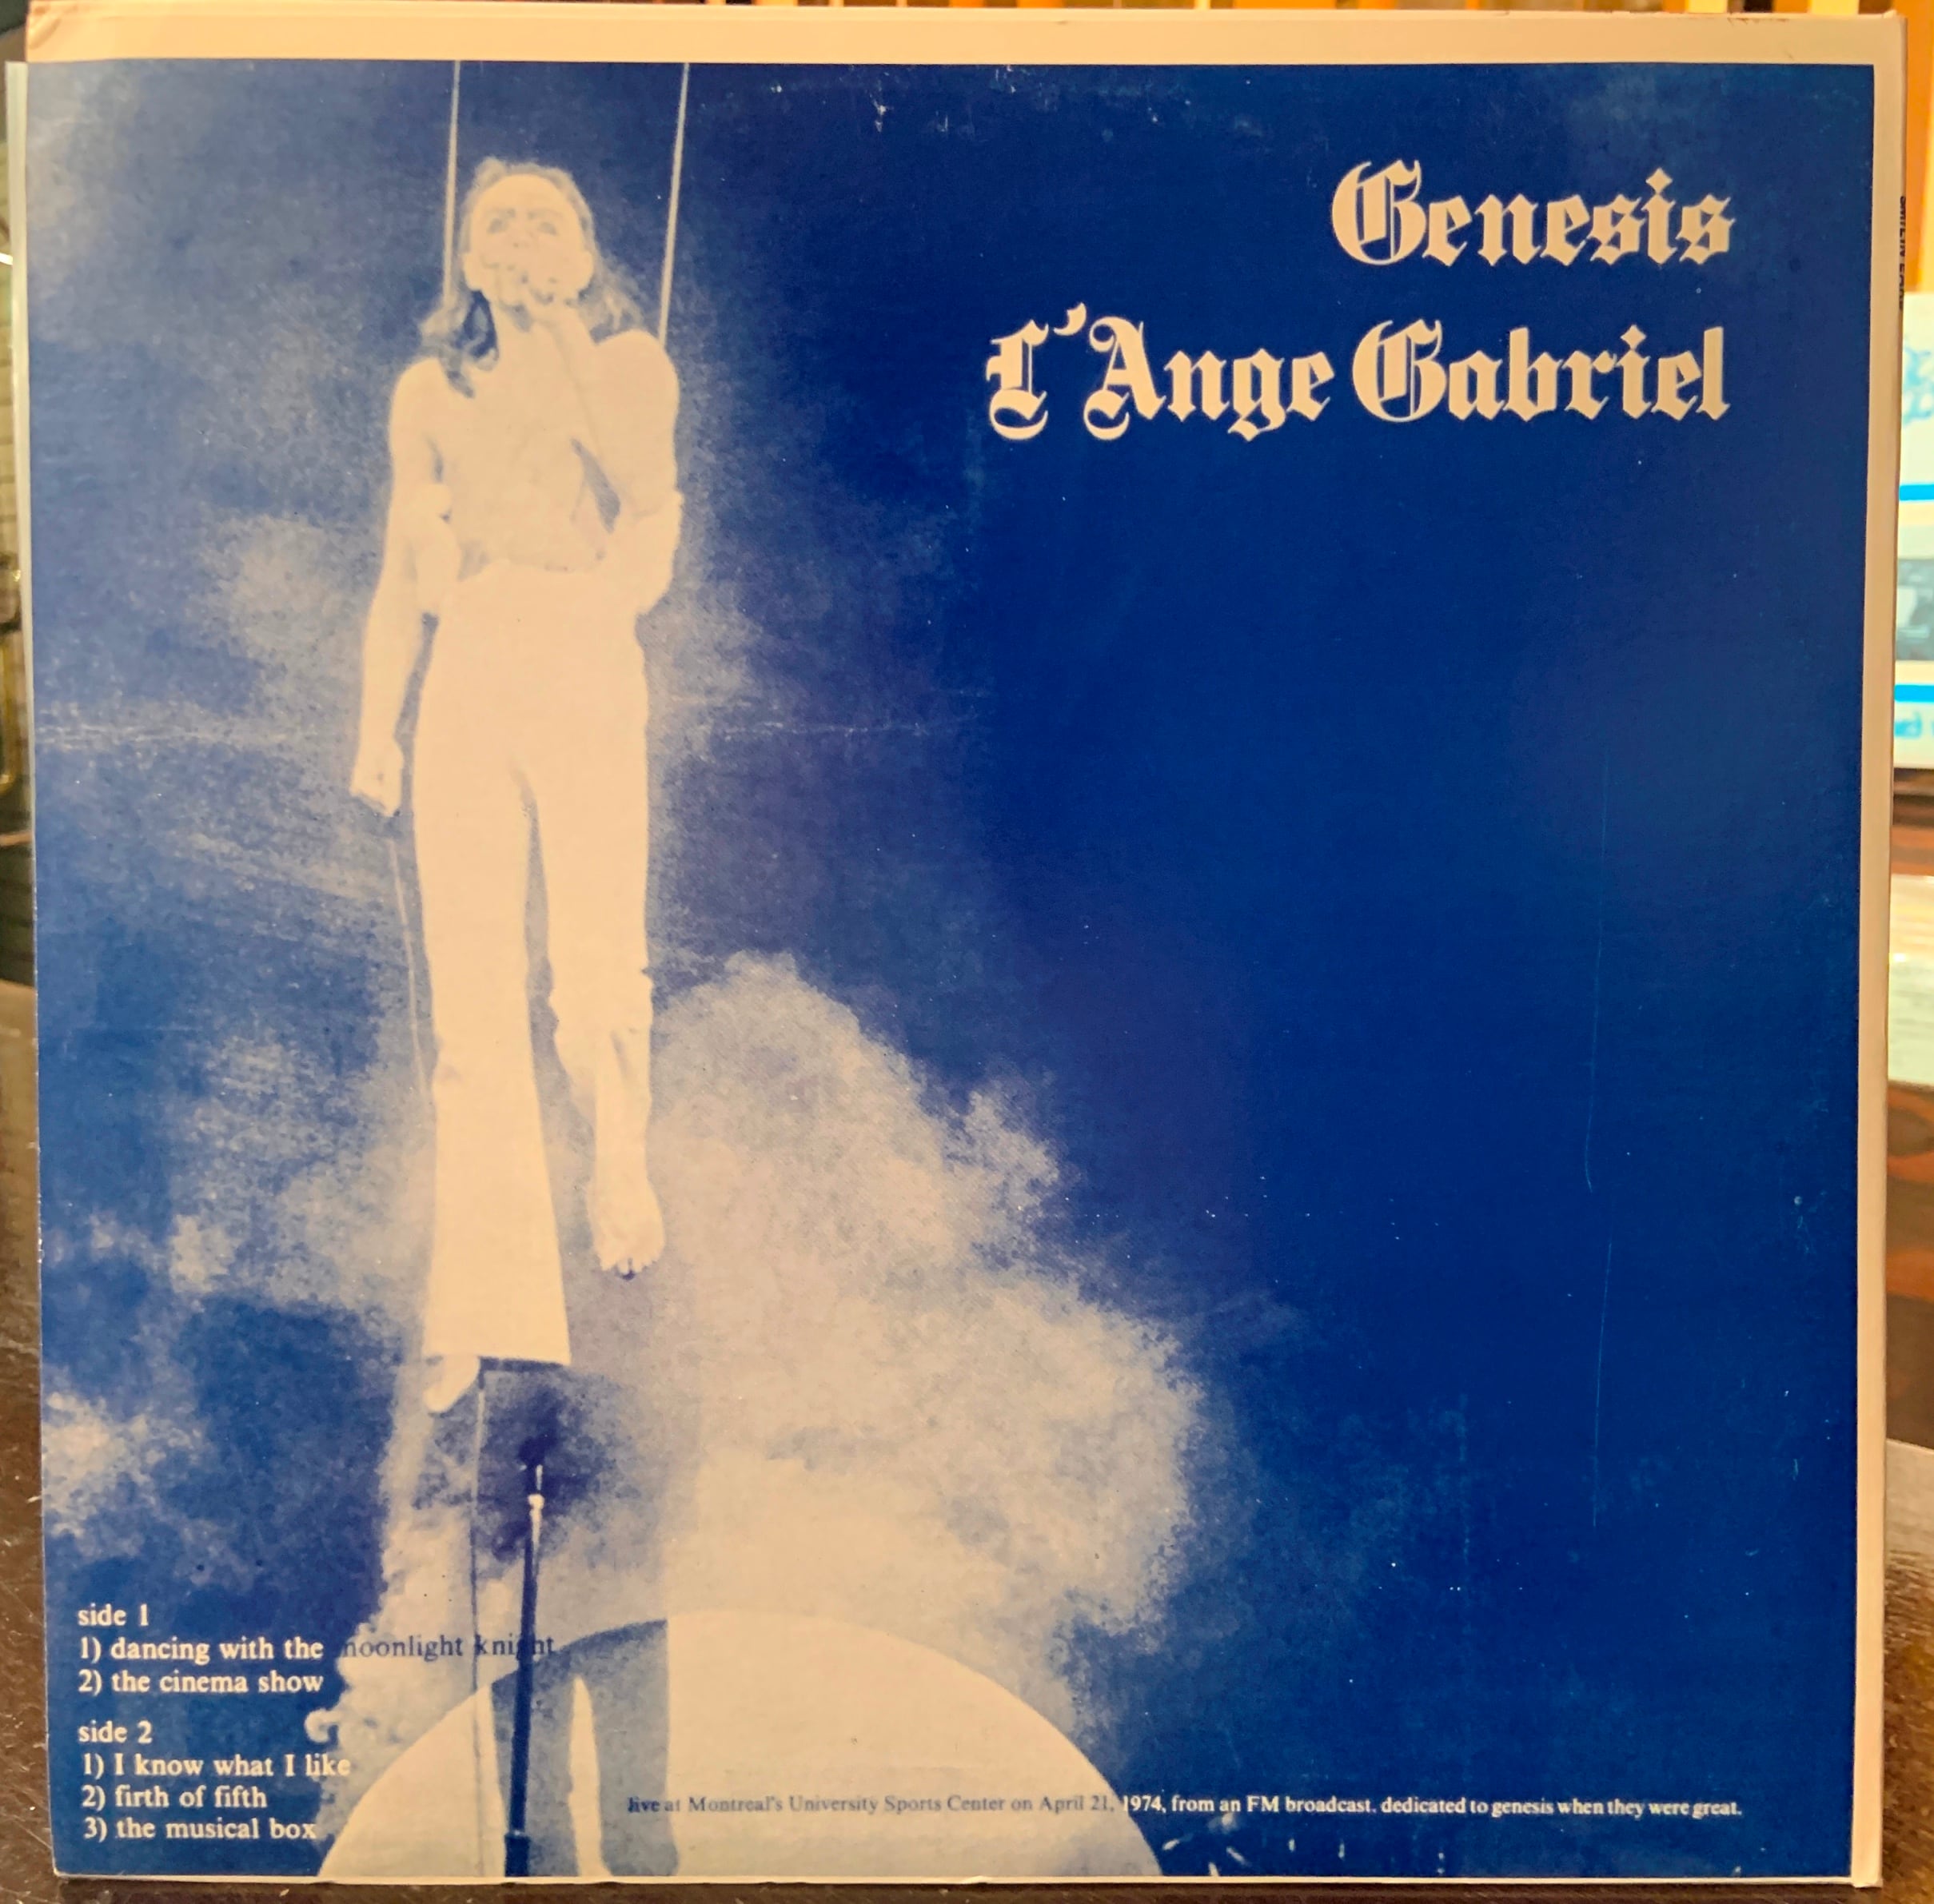 Genesis
L'Ange Gabriel
side 1
1) dancing with the moonlight knight
2) the cinema show
side 2
1) I know what I like
2) firth of fifth
3) the musical box
live at Montreal's University Sports Center on April 21, 1974, from an FM broadcast. dedicated to genesis when they were great.